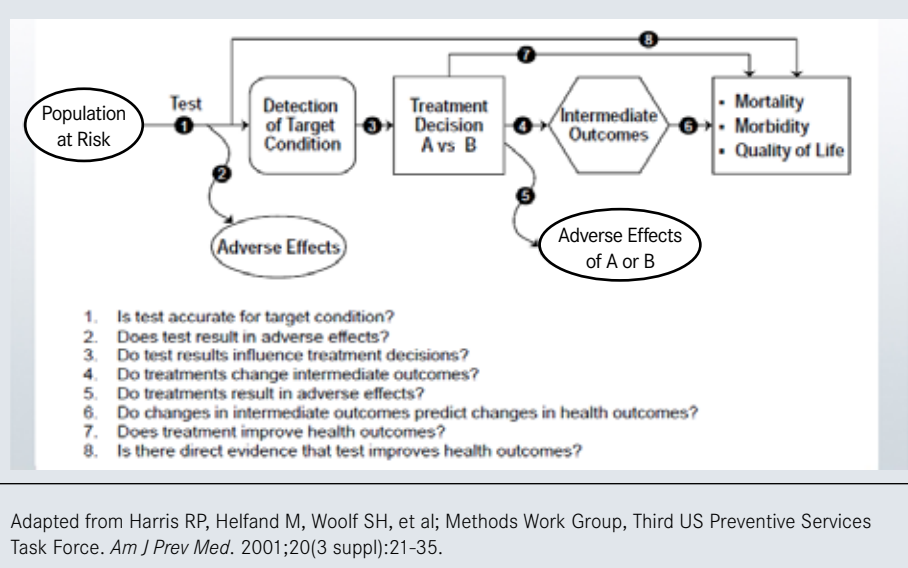 8
7
Population
at Risk
Test
1
Detection
of Target
Condition
3
Treatment
Decision
A vs B
4
Intermediate
Outcomes
6
• Mortality
• Morbidity
• Quality of Life
2
5
Adverse Effects
Adverse Effects
of A or B
1. Is test accurate for target condition?
2. Does test result in adverse effects?
3. Do test results influence treatment decisions?
4. Do treatments change intermediate outcomes?
5. Do treatments result in adverse effects?
6. Do changes in intermediate outcomes predict changes in health outcomes?
7. Does treatment improve health outcomes?
8. Is there direct evidence that test improves health outcomes?
Adapted from Harris RP, Helfand M, Woolf SH, et al; Methods Work Group, Third US Preventive Services
Task Force. Am J Prev Med. 2001;20(3 suppl):21-35.